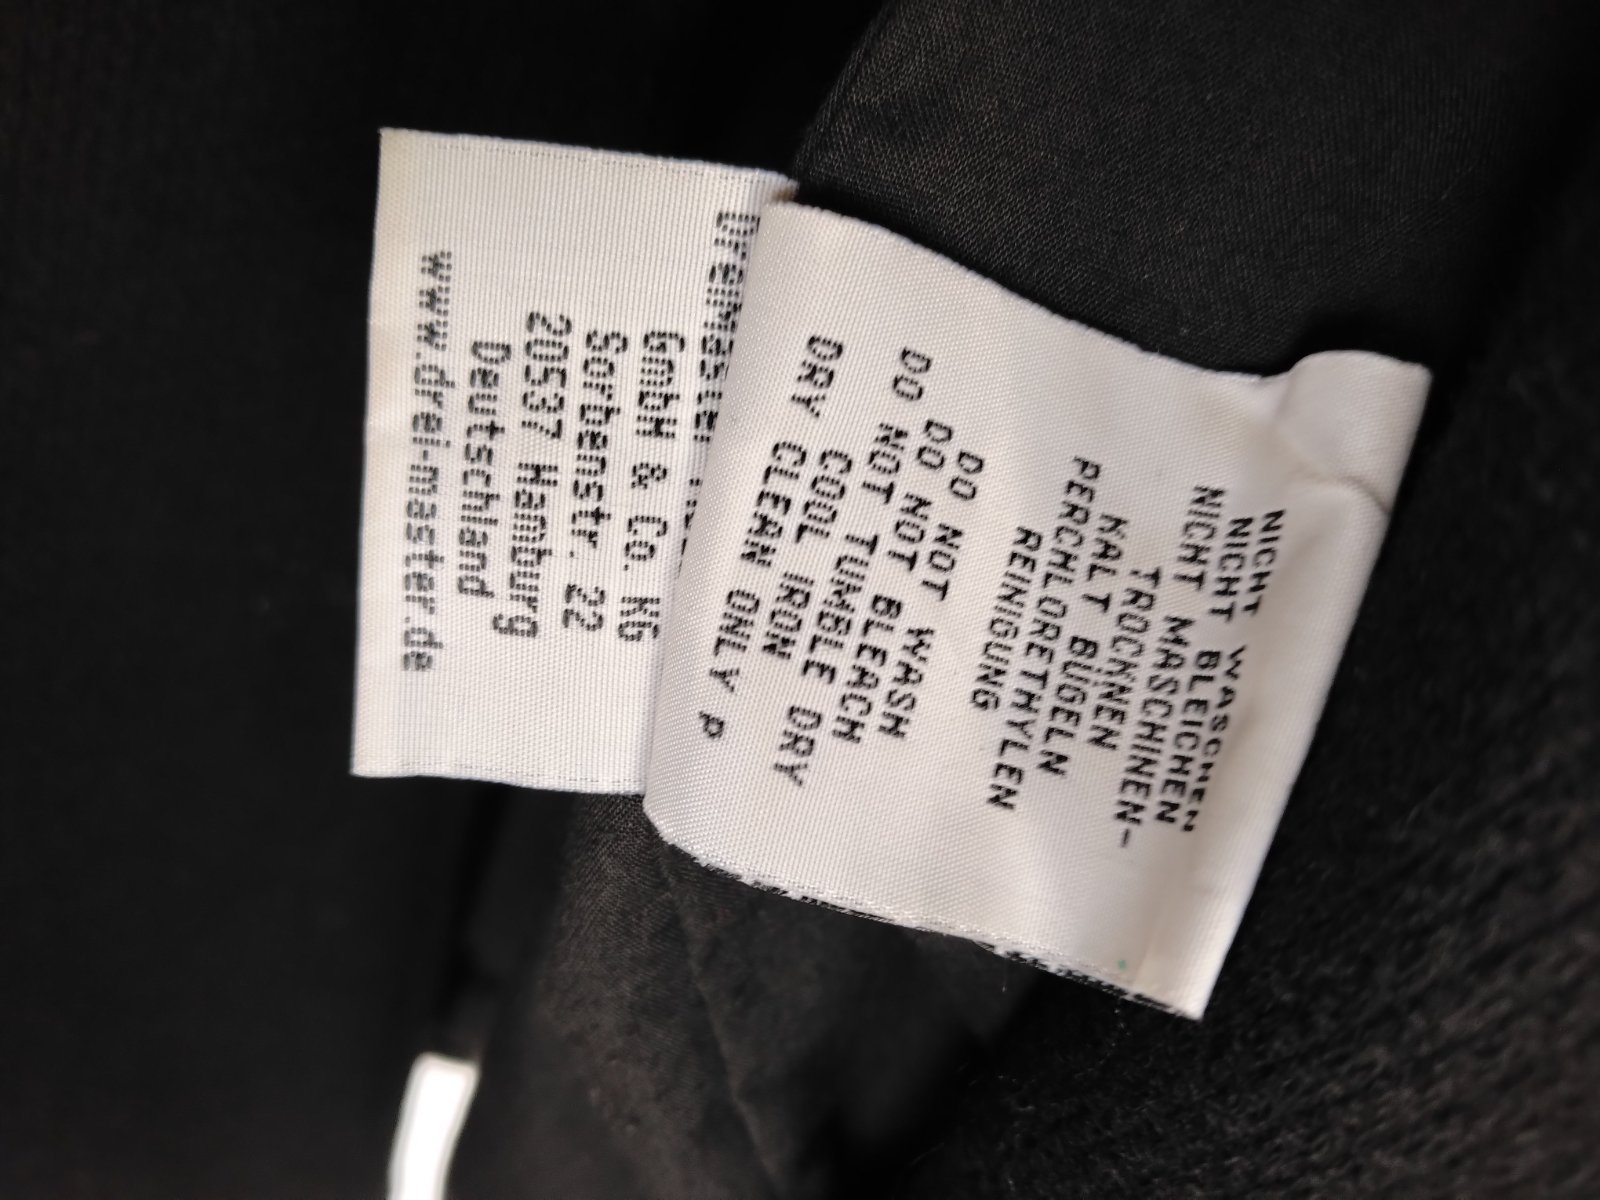 NICHT WASCHEN
NICHT BLEICHEN
NICHT MASCHINEN-
TROCKNEN
KALT BÜGELN
PERCHLORETHYLEN
REINIGUNG
DO NOT WASH
DO NOT BLEACH
DO NOT TUMBLE DRY
COOL IRON
DRY CLEAN ONLY P
DreiMaster
GmbH & Co. KG
Sorbenstr. 22
20537 Hamburg
Deutschland
www.drei-master.de